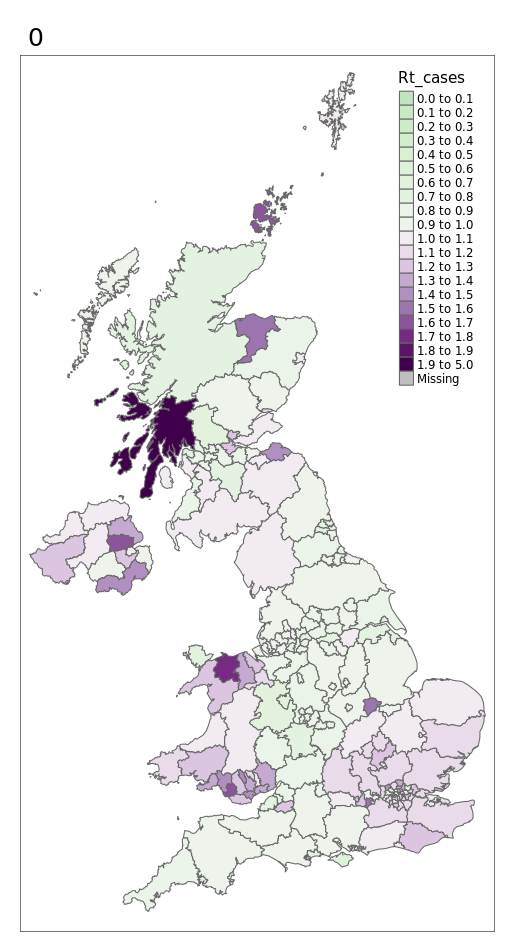 0
Rt_cases
0.0 to 0.1
0.1 to 0.2
0.2 to 0.3
0.3 to 0.4
0.4 to 0.5
0.5 to 0.6
0.6 to 0.7
0.7 to 0.8
0.8 to 0.9
0.9 to 1.0
1.0 to 1.1
1.1 to 1.2
1.2 to 1.3
1.3 to 1.4
1.4 to 1.5
1.5 to 1.6
1.6 to 1.7
1.7 to 1.8
1.8 to 1.9
1.9 to 5.0
Missing